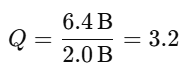 Q = 6.4 B / 2.0 B = 3.2